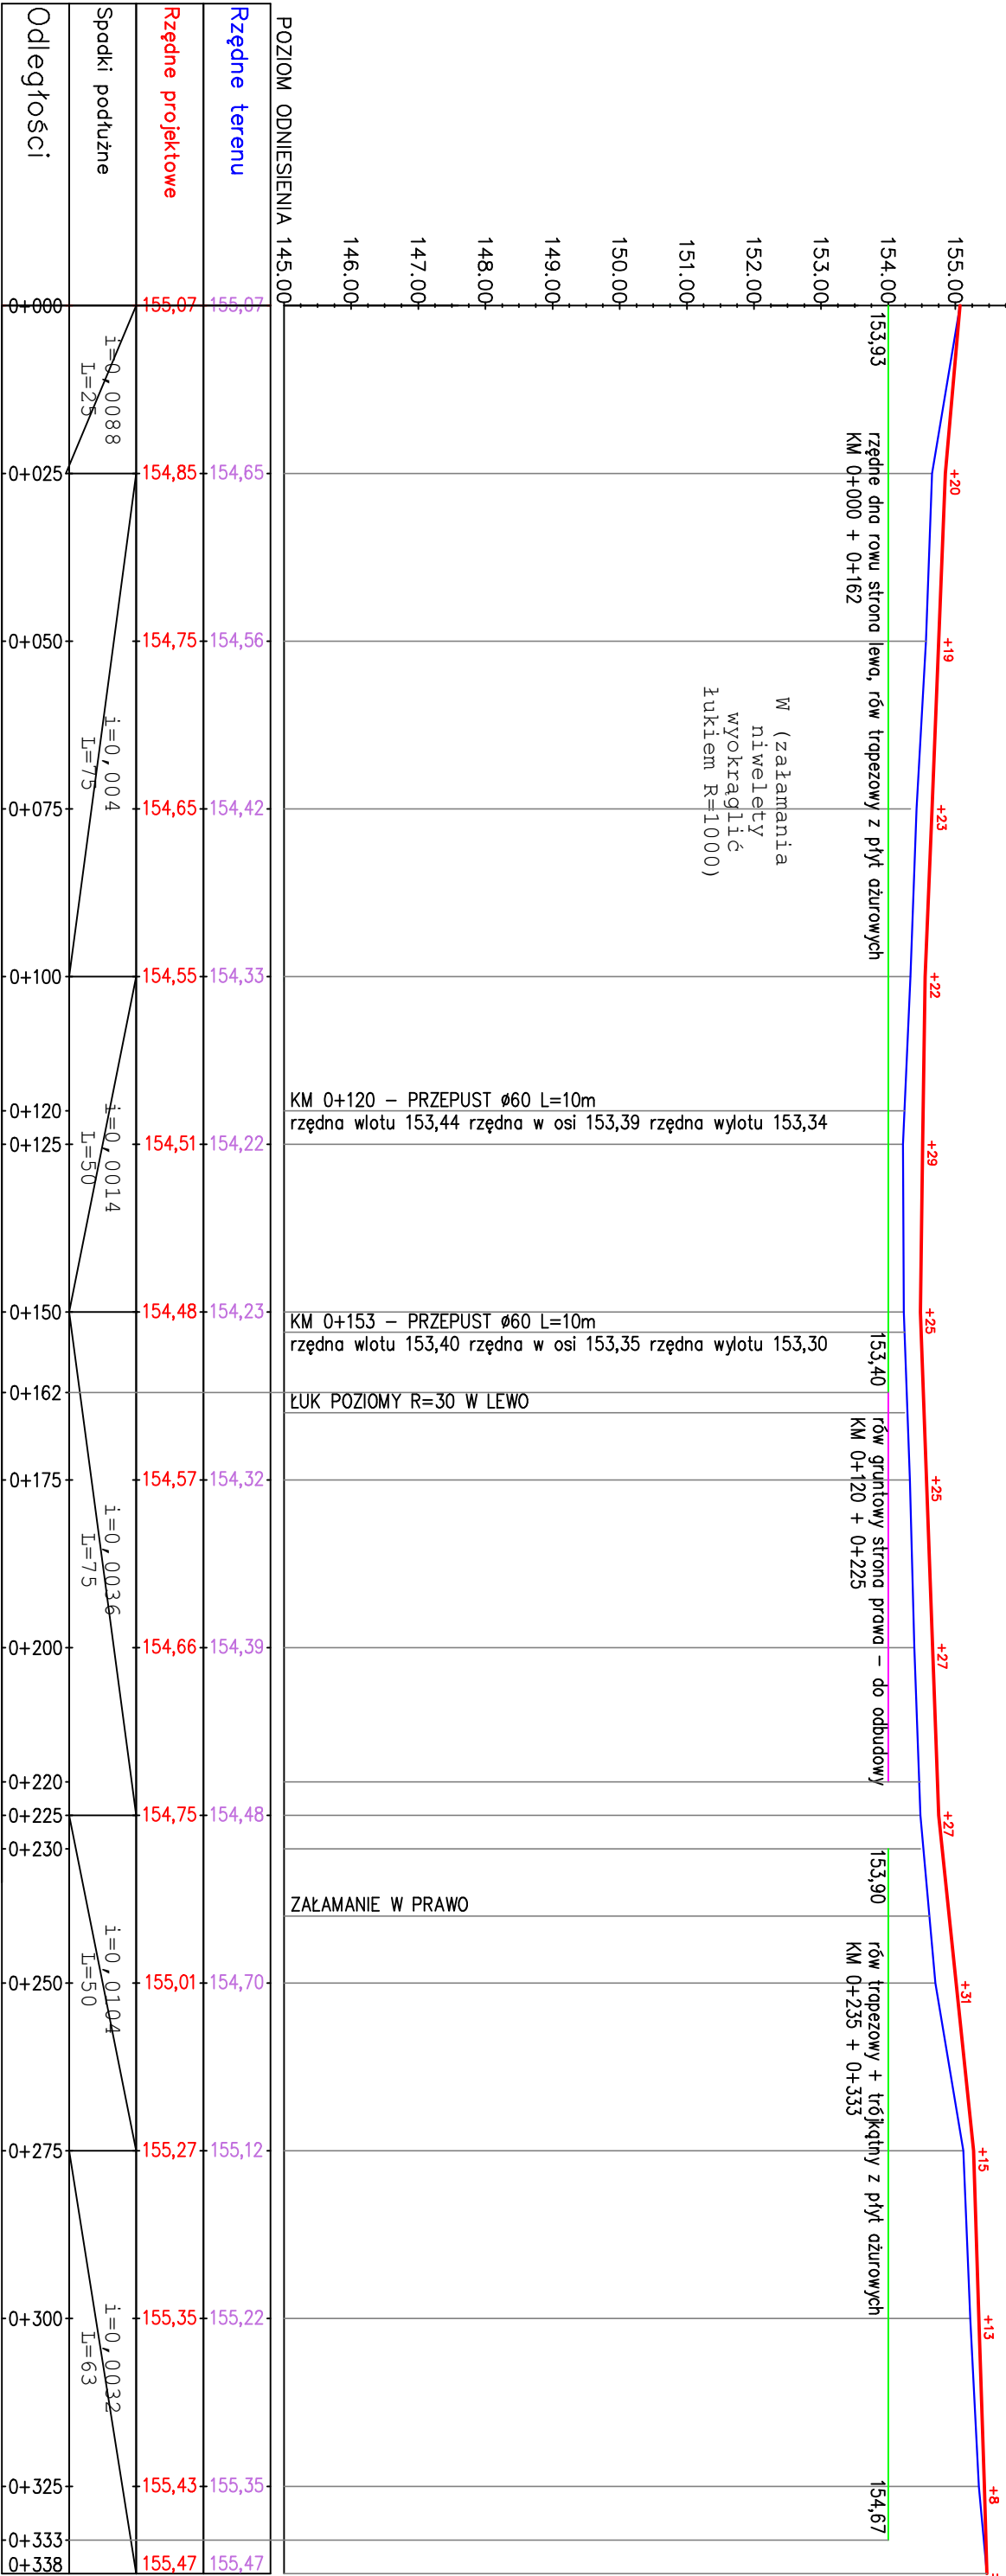 +20
+19
+23
+22
+29
+25
+25
+27
+27
+31
+15
+13
+8
155.00
154.00
153.00
152.00
151.00
150.00
149.00
148.00
147.00
146.00
POZIOM ODNIESIENIA 145.00
153,93
rzędne dna rowu strona lewa, rów trapezowy z płyt ażurowych
KM 0+000 + 0+162
153,40
rów gruntowy strona prawa - do odbudowy
KM 0+120 + 0+225
153,90
rów trapezowy + trójkątny z płyt ażurowych
KM 0+235 + 0+333
154,67
W (załamania
niwelety
wyokrąglić
łukiem R=1000)
KM 0+120 - PRZEPUST ø60 L=10m
rzędna wlotu 153,44 rzędna w osi 153,39 rzędna wylotu 153,34
KM 0+153 - PRZEPUST ø60 L=10m
rzędna wlotu 153,40 rzędna w osi 153,35 rzędna wylotu 153,30
ŁUK POZIOMY R=30 W LEWO
ZAŁAMANIE W PRAWO
Rzędne terenu 155,07 154,65 154,56 154,42 154,33 154,22 154,23 154,32 154,39 154,48 154,70 155,12 155,22 155,35 155,47
Rzędne projektowe 155,07 154,85 154,75 154,65 154,55 154,51 154,48 154,57 154,66 154,75 155,01 155,27 155,35 155,43 155,47
Spadki podłużne
i=0,0088
L=25
i=0,004
L=75
i=0,0014
L=50
i=0,0036
L=75
i=0,0104
L=50
i=0,0032
L=63
Odległości 0+000 0+025 0+050 0+075 0+100 0+120 0+125 0+150 0+162 0+175 0+200 0+220 0+225 0+230 0+250 0+275 0+300 0+325 0+333 0+338